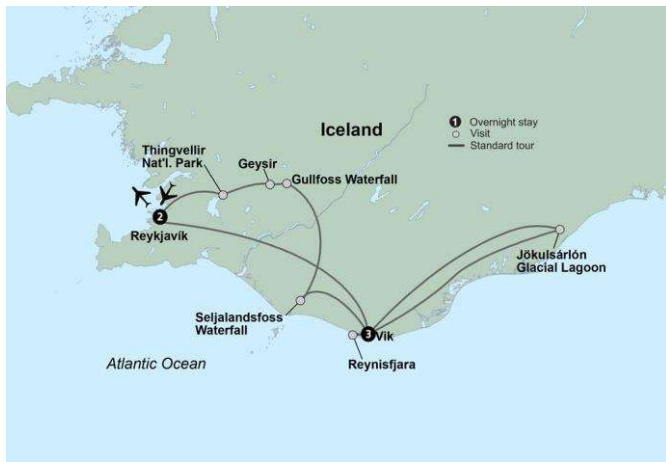 Iceland
1 Overnight stay
Visit
Standard tour
Thingvellir
Nat'l. Park
Geysir
Gullfoss Waterfall
2
Reykjavík
Jökulsárlón
Glacial Lagoon
Seljalandsfoss
Waterfall
3 Vik
Reynisfjara
Atlantic Ocean